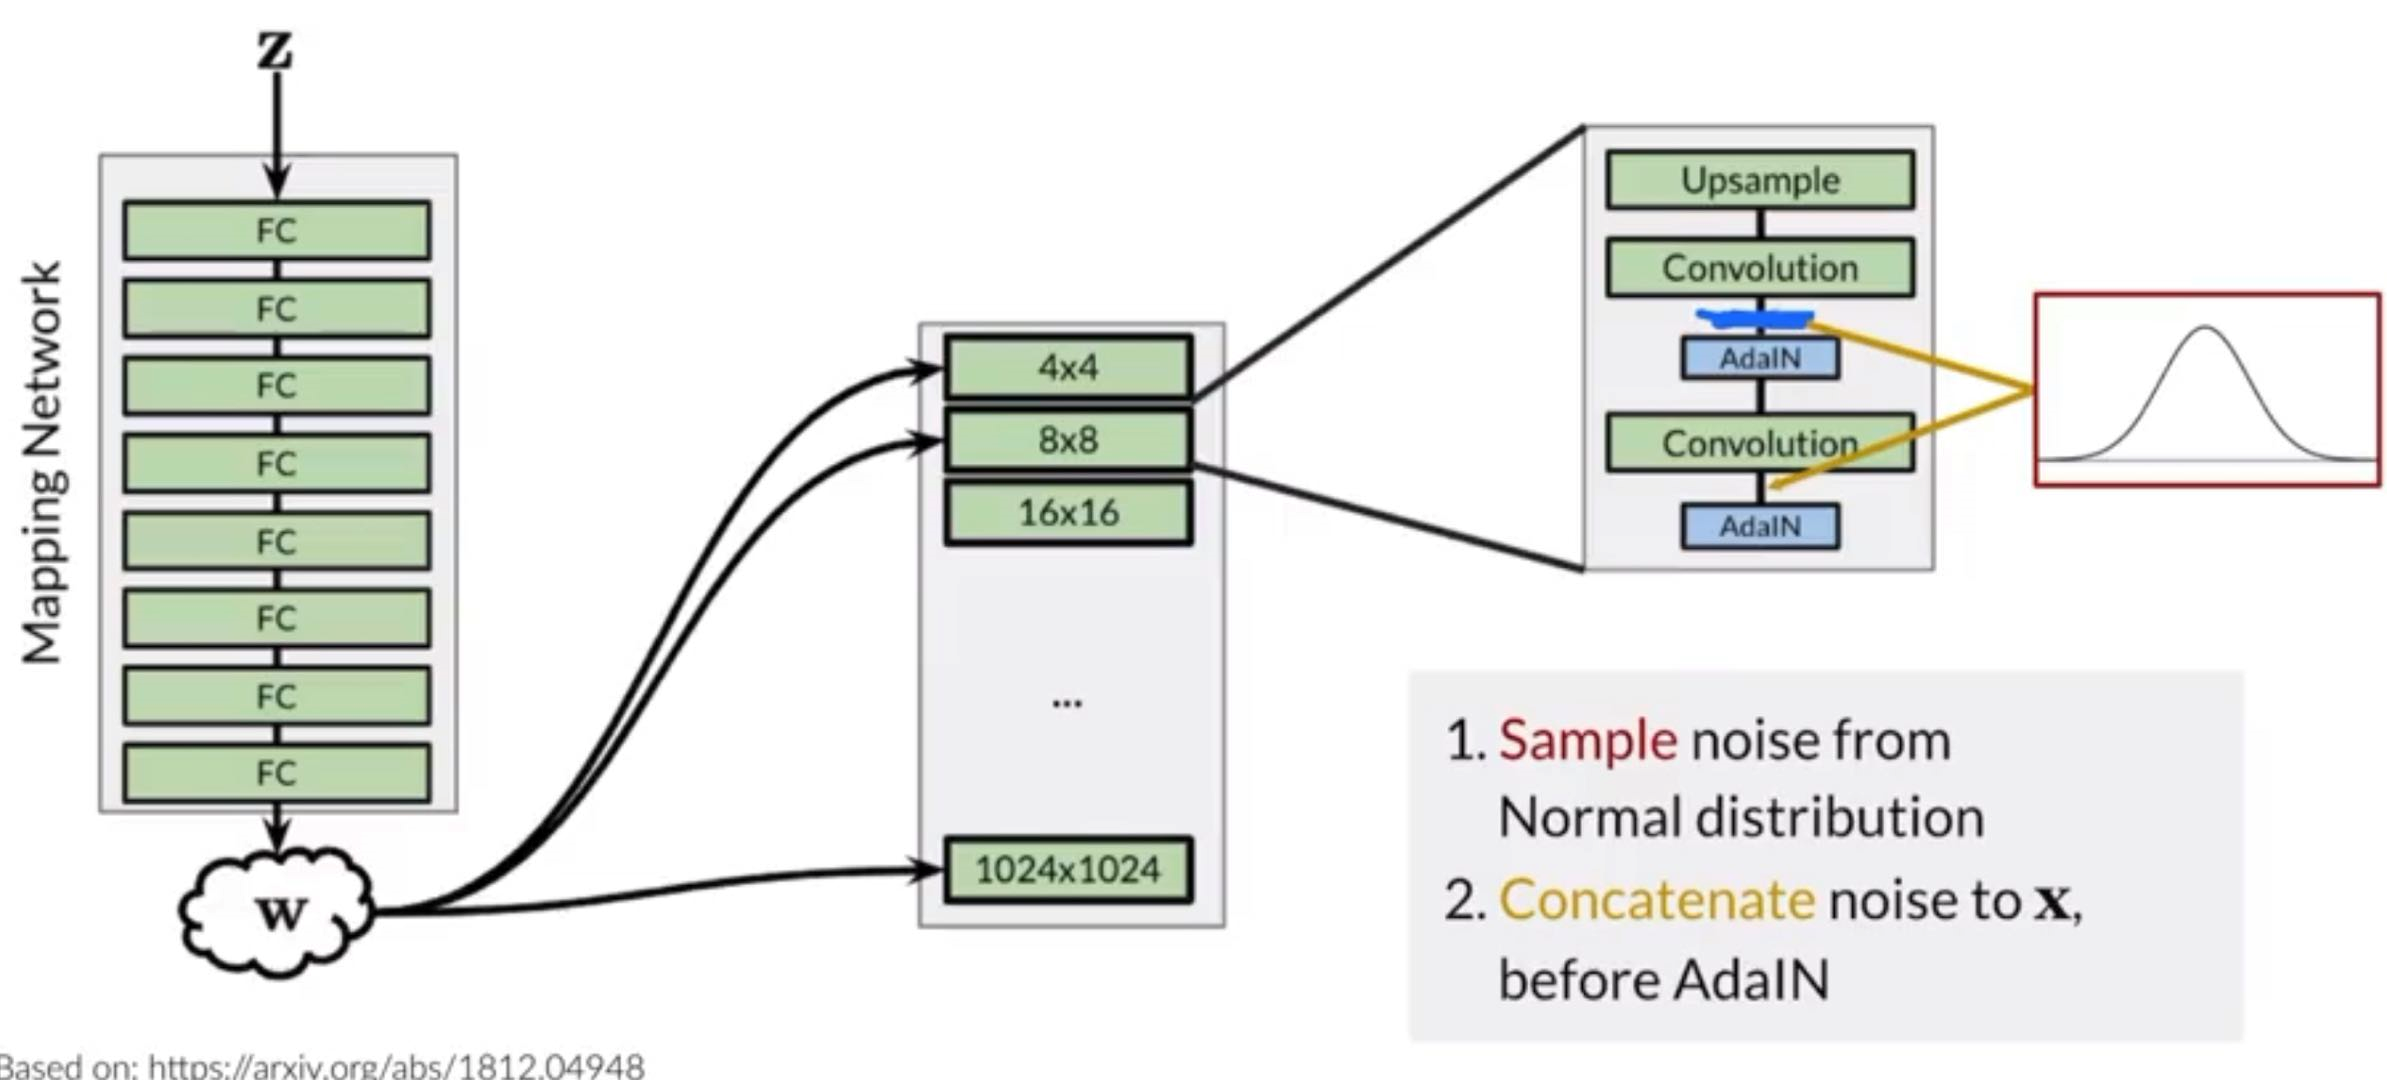 z
Mapping Network
FC
FC
FC
FC
FC
FC
FC
FC
w
4x4
8x8
16x16
...
1024x1024
Upsample
Convolution
AdaIN
Convolution
AdaIN
1. Sample noise from
Normal distribution
2. Concatenate noise to x,
before AdaIN
Based on: https://arxiv.org/abs/1812.04948